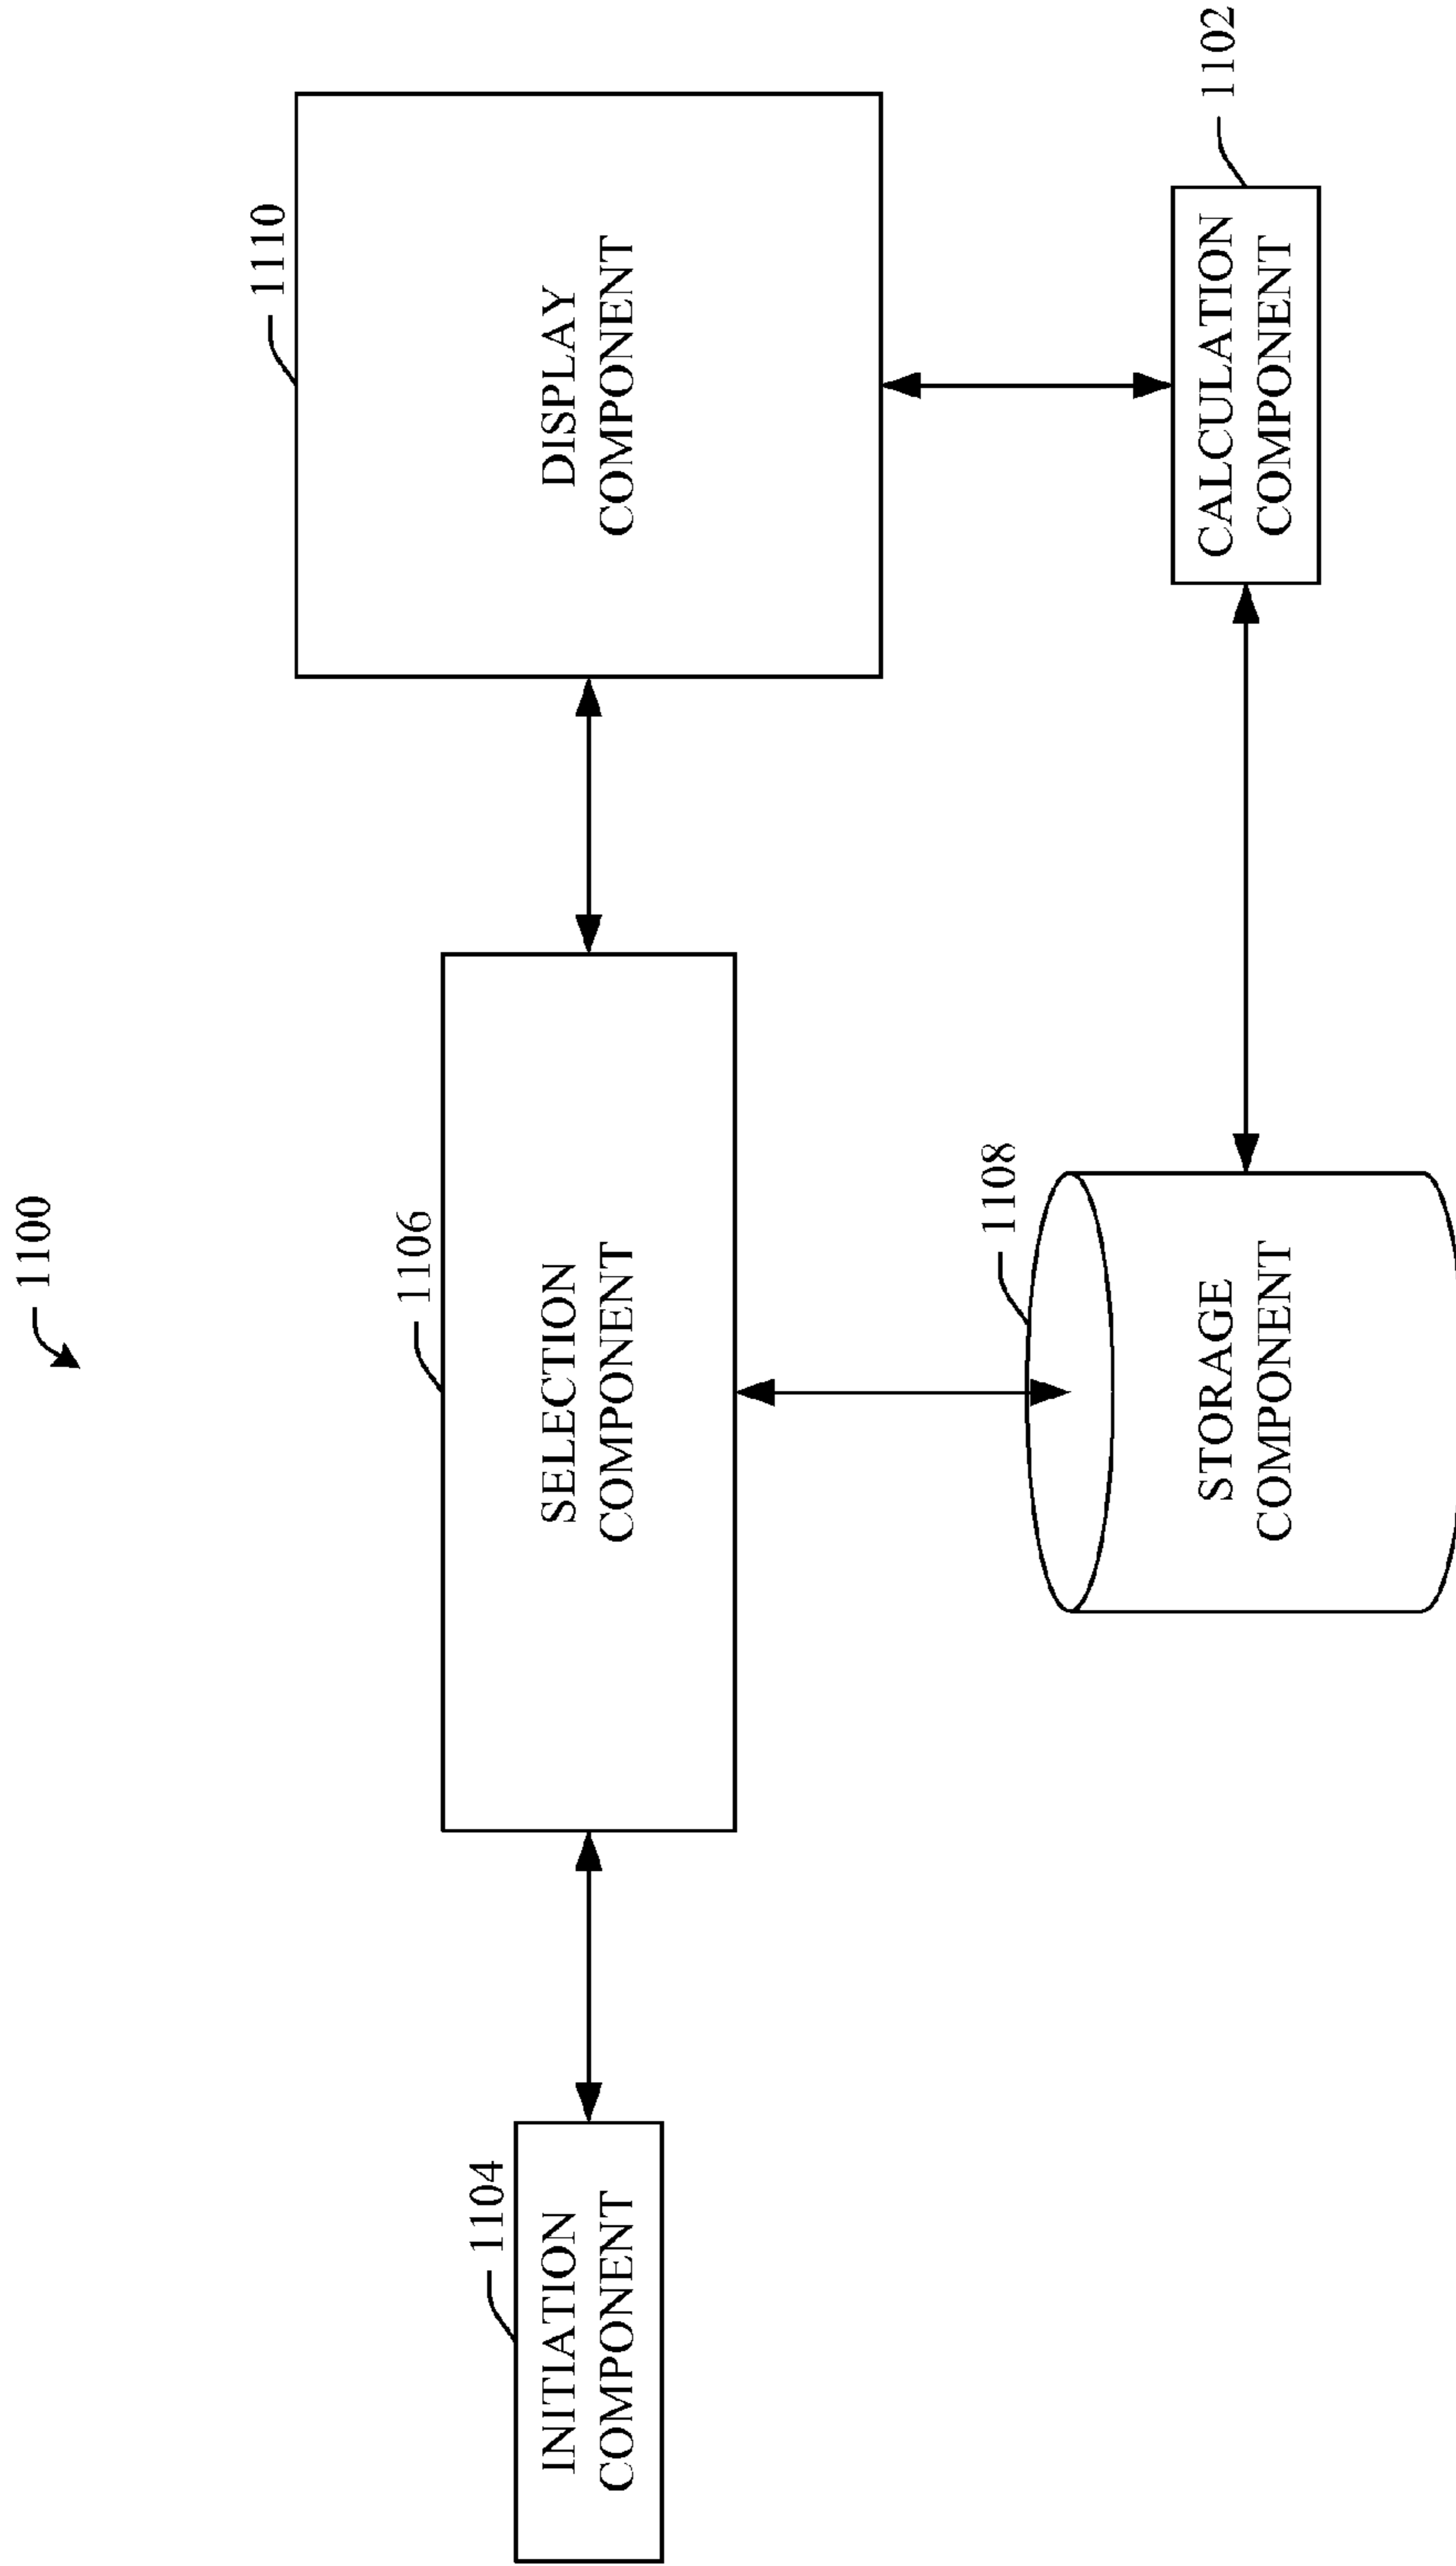 1100
1110
DISPLAY
COMPONENT
1106
SELECTION
COMPONENT
1104
INITIATION
COMPONENT
1108
STORAGE
COMPONENT
1102
CALCULATION
COMPONENT